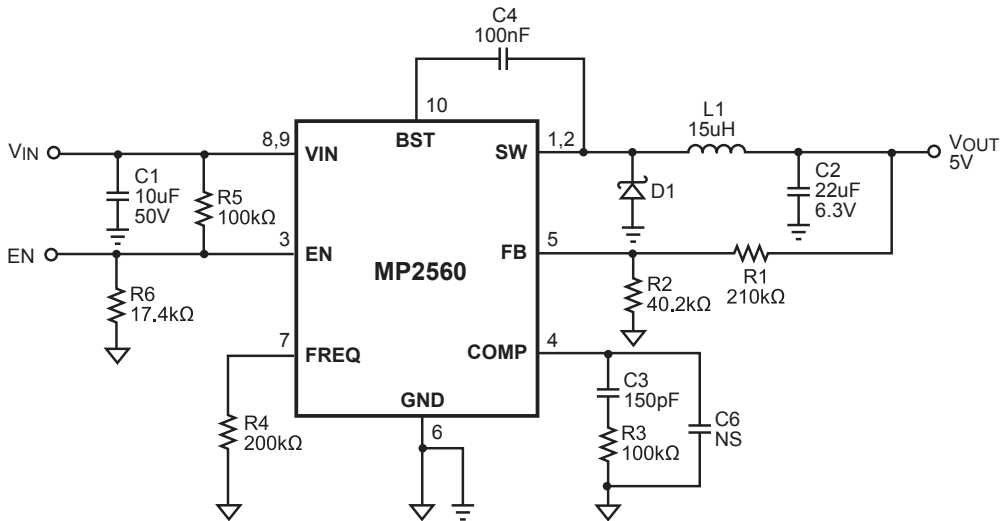 C4
100nF
10
BST
8,9
VIN
SW
1,2
L1
15uH
VIN
VOUT
5V
C1
10uF
50V
R5
100kΩ
D1
C2
22uF
6.3V
EN
3
EN
MP2560
FB
5
R1
210kΩ
R2
40.2kΩ
R6
17.4kΩ
7
FREQ
COMP
4
GND
6
R4
200kΩ
C3
150pF
R3
100kΩ
C6
NS